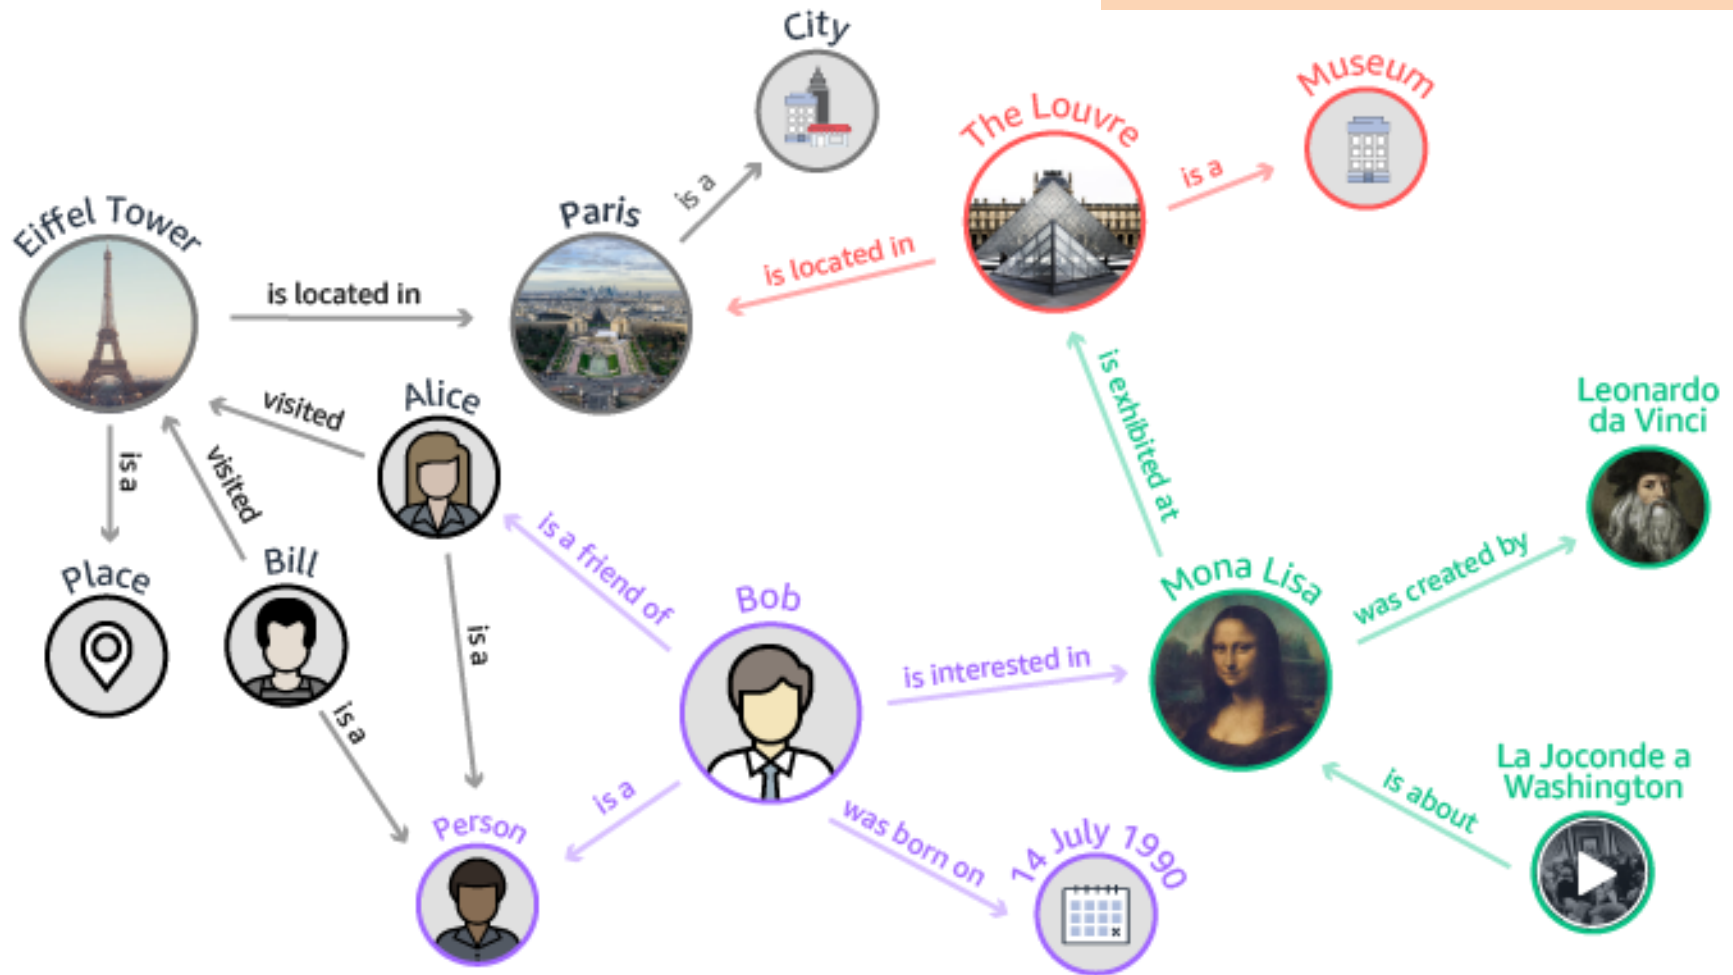 City
Museum
The Louvre
is a
is a
Eiffel Tower
Paris
is located in
is located in
Alice
visited
is exhibited at
Leonardo
da Vinci
is a
visited
is a friend of
Bill
Place
Mona Lisa
was created by
Bob
is a
is interested in
is a
La Joconde a
Washington
is about
is a
was born on
Person
14 July 1990